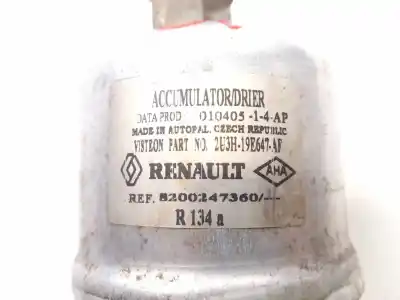 ACCUMULATOR/DRIER
DATA PROD 010405 -1-4-AP
MADE IN AUTOPAL, CZECH REPUBLIC
VISTEON PART NO. 2U3H-19E647-AF
RENAULT AHA
REF. 8200247360/---
R 134 a